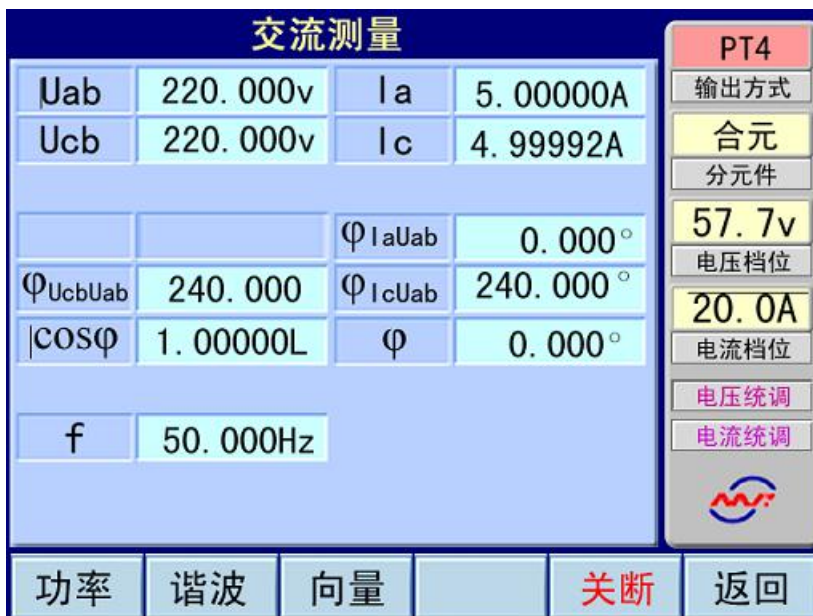 交流测量
Uab 220.000v Ia 5.00000A
Ucb 220.000v Ic 4.99992A
φIaUab 0.000°
φUcbUab 240.000 φIcUab 240.000°
|cosφ 1.00000L φ 0.000°
f 50.000Hz
PT4
输出方式
合元
分元件
57.7v
电压档位
20.0A
电流档位
电压统调
电流统调
功率 谐波 向量 关断 返回